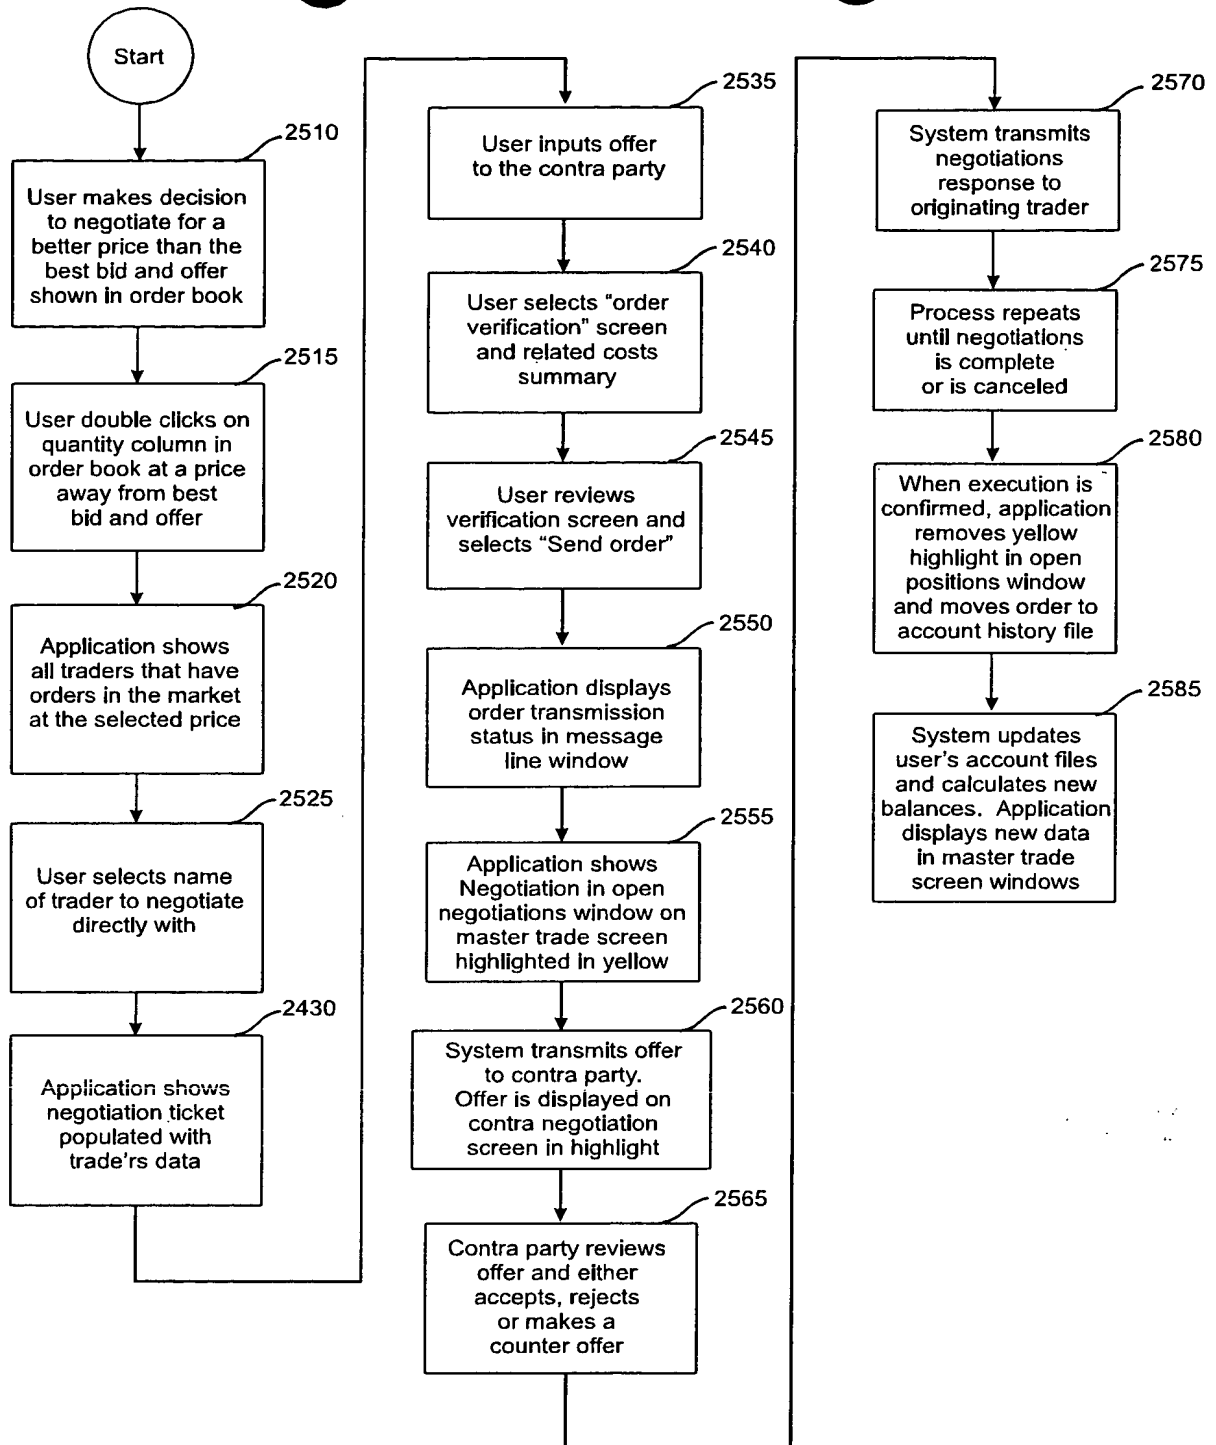 Start
2510
User makes decision
to negotiate for a
better price than the
best bid and offer
shown in order book
2515
User double clicks on
quantity column in
order book at a price
away from best
bid and offer
2520
Application shows
all traders that have
orders in the market
at the selected price
2525
User selects name
of trader to negotiate
directly with
2430
Application shows
negotiation ticket
populated with
trade'rs data
2535
User inputs offer
to the contra party
2540
User selects "order
verification" screen
and related costs
summary
2545
User reviews
verification screen and
selects "Send order"
2550
Application displays
order transmission
status in message
line window
2555
Application shows
Negotiation in open
negotiations window on
master trade screen
highlighted in yellow
2560
System transmits offer
to contra party.
Offer is displayed on
contra negotiation
screen in highlight
2565
Contra party reviews
offer and either
accepts, rejects
or makes a
counter offer
2570
System transmits
negotiations
response to
originating trader
2575
Process repeats
until negotiations
is complete
or is canceled
2580
When execution is
confirmed, application
removes yellow
highlight in open
positions window
and moves order to
account history file
2585
System updates
user's account files
and calculates new
balances. Application
displays new data
in master trade
screen windows